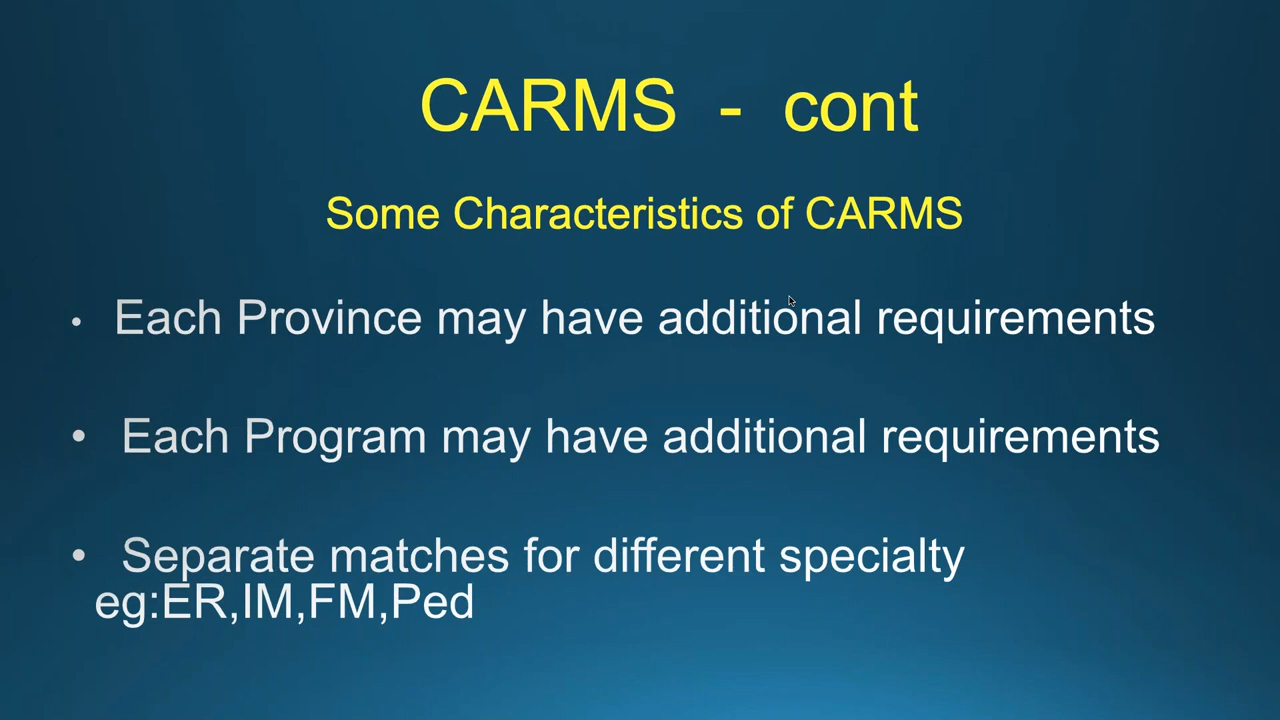 CARMS - cont
Some Characteristics of CARMS
• Each Province may have additional requirements
• Each Program may have additional requirements
• Separate matches for different specialty
eg:ER,IM,FM,Ped